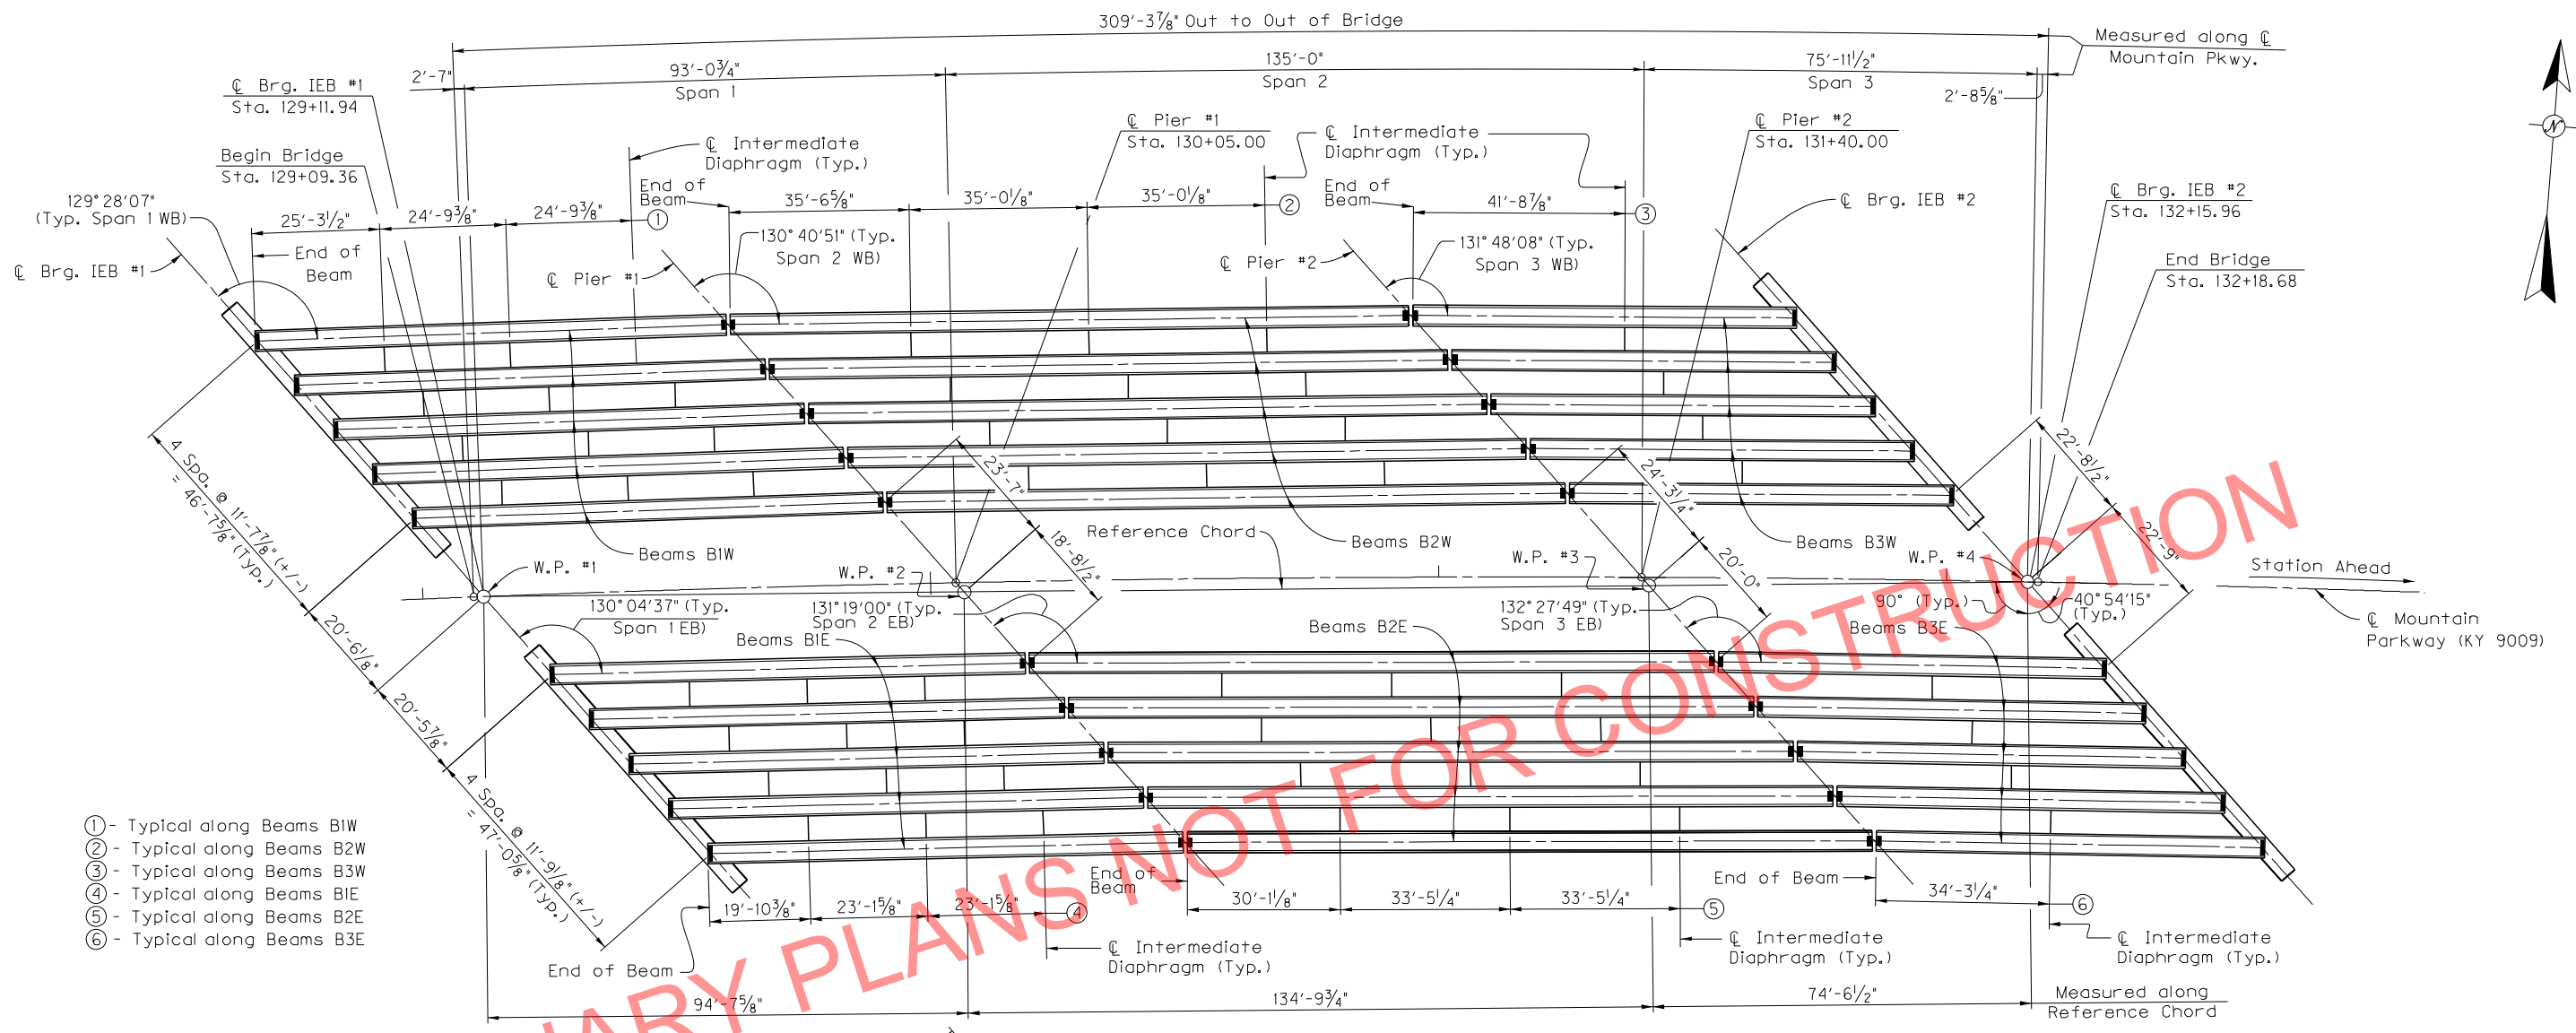 309'-3⅞" Out to Out of Bridge
Measured along ℄
Mountain Pkwy.
2'-7"
93'-0¾"
Span 1
135'-0"
Span 2
75'-11½"
Span 3
2'-8⅝"
℄ Brg. IEB #1
Sta. 129+11.94
Begin Bridge
Sta. 129+09.36
℄ Intermediate
Diaphragm (Typ.)
℄ Pier #1
Sta. 130+05.00
℄ Intermediate
Diaphragm (Typ.)
℄ Pier #2
Sta. 131+40.00
N
129°28'07"
(Typ. Span 1 WB)
25'-3½"
24'-9⅜"
24'-9⅜"
1
End of
Beam
End of
Beam
35'-6⅝"
35'-0⅛"
35'-0⅛"
2
End of
Beam
41'-8⅞"
3
℄ Brg. IEB #2
℄ Brg. IEB #2
Sta. 132+15.96
End Bridge
Sta. 132+18.68
℄ Brg. IEB #1
℄ Pier #1
130°40'51" (Typ.
Span 2 WB)
℄ Pier #2
131°48'08" (Typ.
Span 3 WB)
4 Spa. @ 11'-7⅞" (+/-)
= 46'-7⅝" (Typ.)
20'-6⅛"
20'-5⅞"
4 Spa. @ 11'-9⅛" (+/-)
= 47'-0⅝" (Typ.)
23'-7"
18'-8½"
24'-3¼"
20'-0"
22'-8½"
22'-9"
Beams B1W
Reference Chord
Beams B2W
Beams B3W
W.P. #1
W.P. #2
W.P. #3
W.P. #4
Station Ahead
130°04'37" (Typ.
Span 1 EB)
131°19'00" (Typ.
Span 2 EB)
132°27'49" (Typ.
Span 3 EB)
90° (Typ.)
40°54'15"
(Typ.)
℄ Mountain
Parkway (KY 9009)
Beams B1E
Beams B2E
Beams B3E
1 - Typical along Beams B1W
2 - Typical along Beams B2W
3 - Typical along Beams B3W
4 - Typical along Beams B1E
5 - Typical along Beams B2E
6 - Typical along Beams B3E
End of Beam
19'-10⅜"
23'-1⅝"
23'-1⅝"
4
℄ Intermediate
Diaphragm (Typ.)
End of
Beam
30'-1⅛"
33'-5¼"
33'-5¼"
5
℄ Intermediate
Diaphragm (Typ.)
End of Beam
34'-3¼"
6
℄ Intermediate
Diaphragm (Typ.)
94'-7⅝"
134'-9¾"
74'-6½"
Measured along
Reference Chord
NARY PLANS NOT FOR CONSTRUCTION